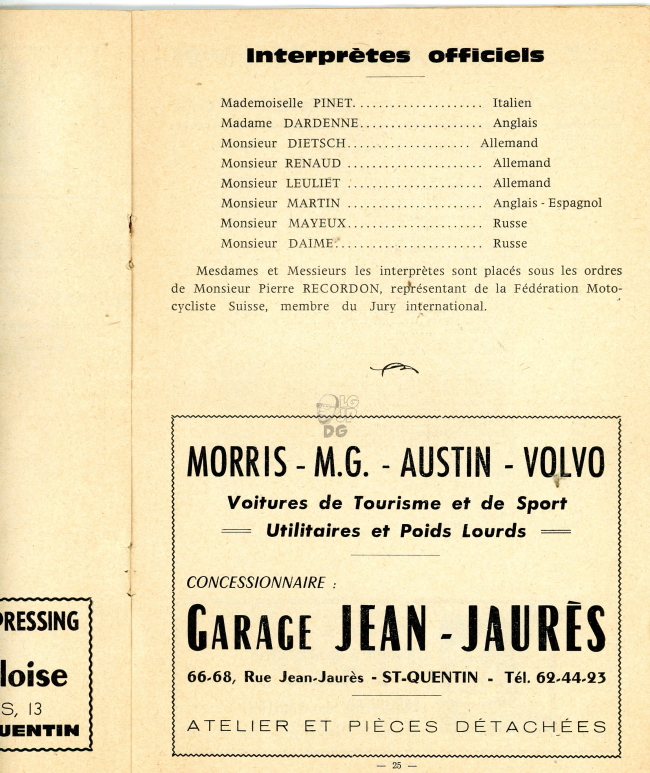 Interprètes officiels
Mademoiselle PINET.................... Italien
Madame DARDENNE.................... Anglais
Monsieur DIETSCH.................... Allemand
Monsieur RENAUD .................... Allemand
Monsieur LEULIET .................... Allemand
Monsieur MARTIN .................... Anglais - Espagnol
Monsieur MAYEUX.................... Russe
Monsieur DAIME.................... Russe
Mesdames et Messieurs les interprètes sont placés sous les ordres
de Monsieur Pierre RECORDON, représentant de la Fédération Moto-
cycliste Suisse, membre du Jury international.
MORRIS - M.G. - AUSTIN - VOLVO
Voitures de Tourisme et de Sport
Utilitaires et Poids Lourds
CONCESSIONNAIRE :
GARAGE JEAN - JAURÈS
66-68, Rue Jean-Jaurès - ST-QUENTIN - Tél. 62-44-23
ATELIER ET PIÈCES DÉTACHÉES
— 25 —
PRESSING
loise
S, 13
UENTIN
DG